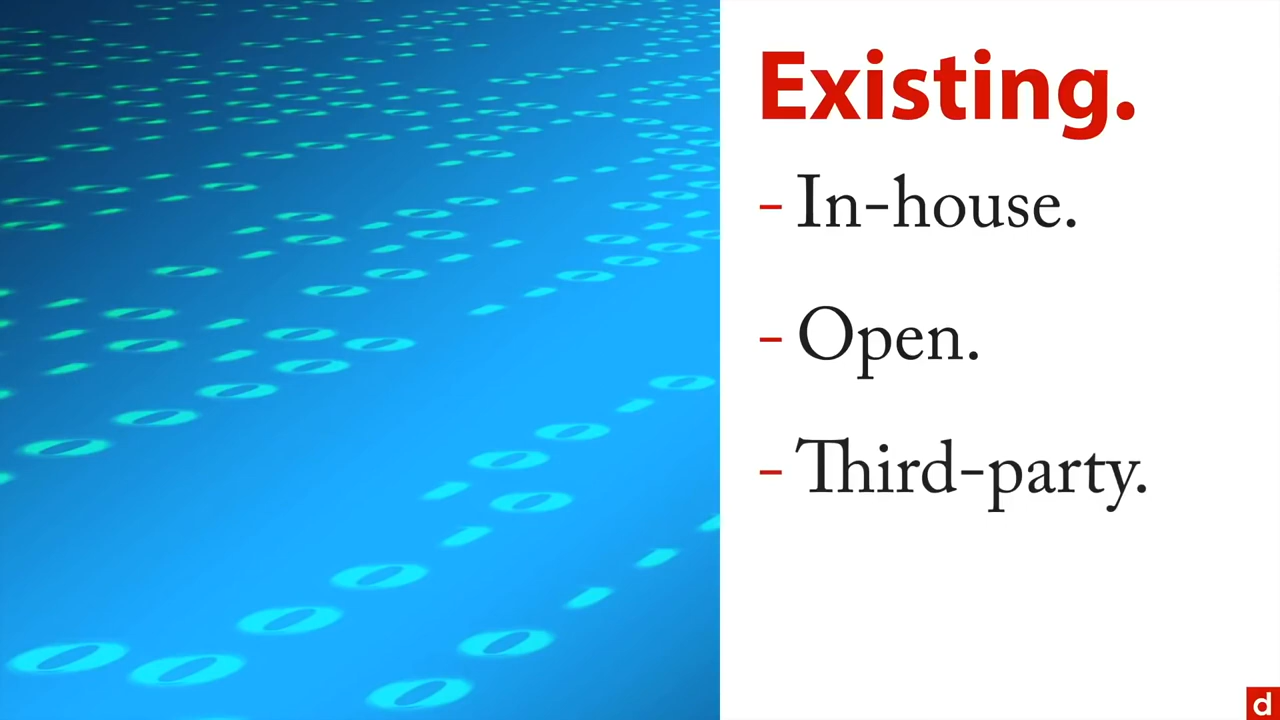 Existing.
- In-house.
- Open.
- Third-party.
d